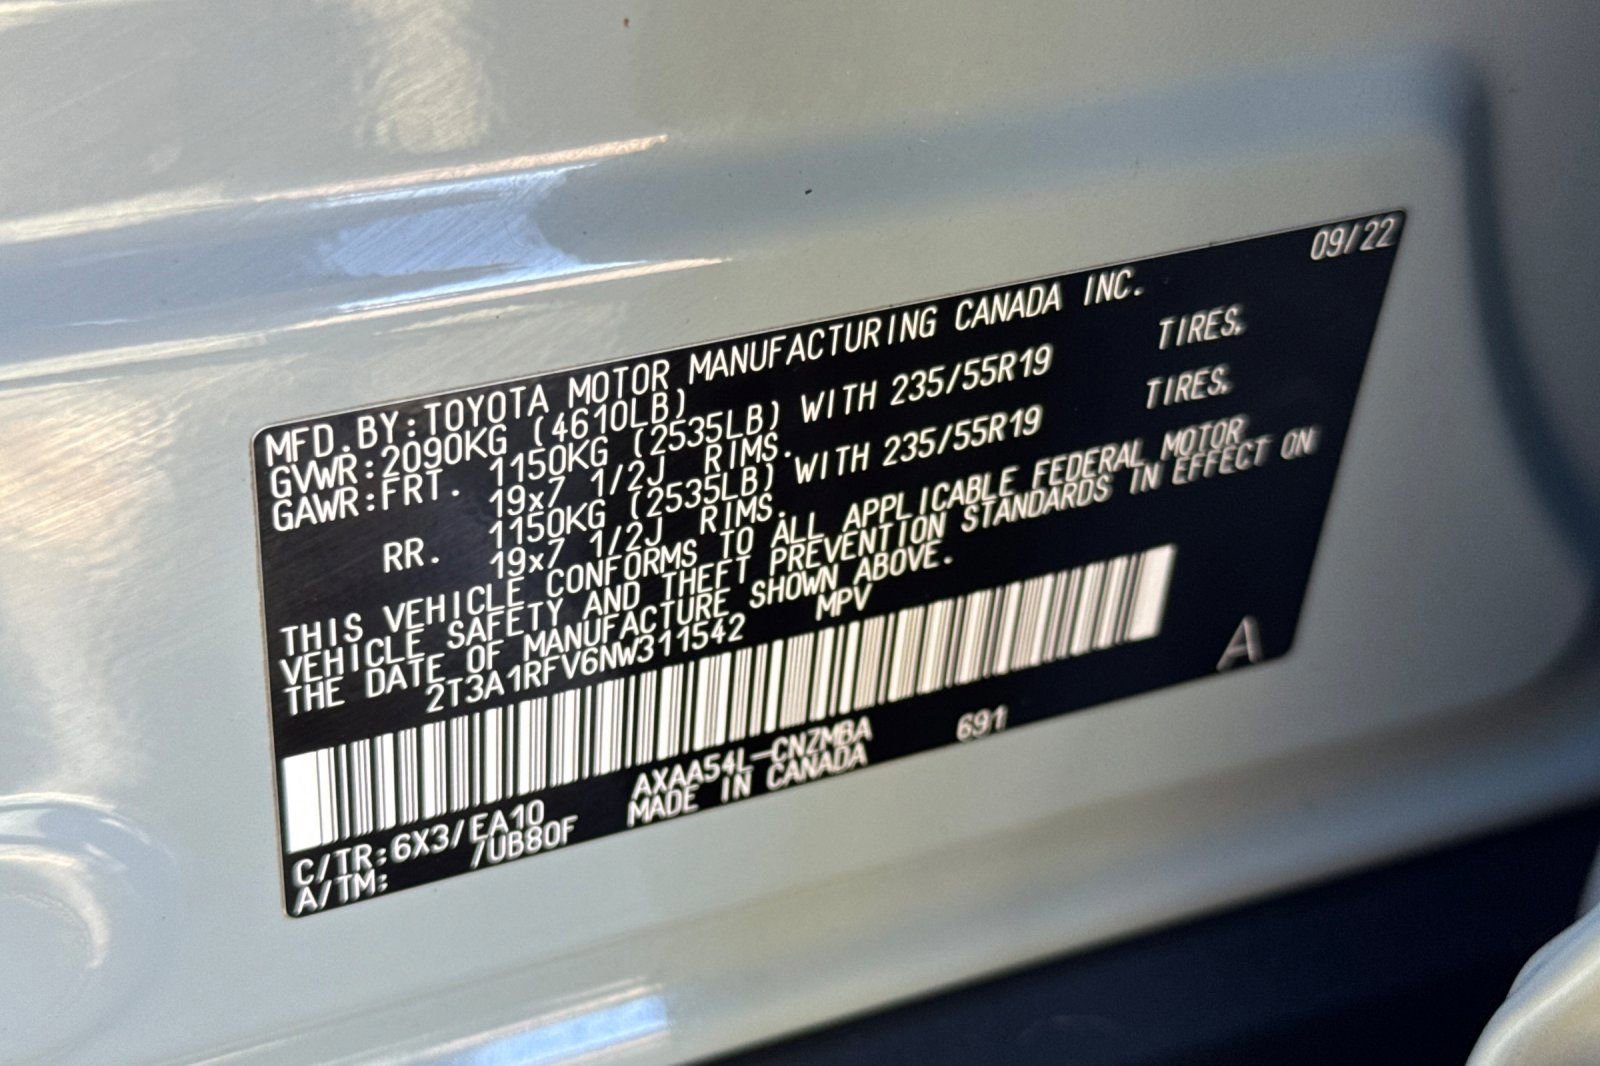 09/22
MFD.BY:TOYOTA MOTOR MANUFACTURING CANADA INC.
GVWR:2090KG (4610LB)
GAWR:FRT. 1150KG (2535LB) WITH 235/55R19 TIRES,
19x7 1/2J RIMS.
RR. 1150KG (2535LB) WITH 235/55R19 TIRES,
19x7 1/2J RIMS.
THIS VEHICLE CONFORMS TO ALL APPLICABLE FEDERAL MOTOR
VEHICLE SAFETY AND THEFT PREVENTION STANDARDS IN EFFECT ON
THE DATE OF MANUFACTURE SHOWN ABOVE.
2T3A1RFV6NW311542 MPV
A
C/TR:6X3/EA10 AXAA54L-CNZMBA 691
A/TM: /UB80F MADE IN CANADA